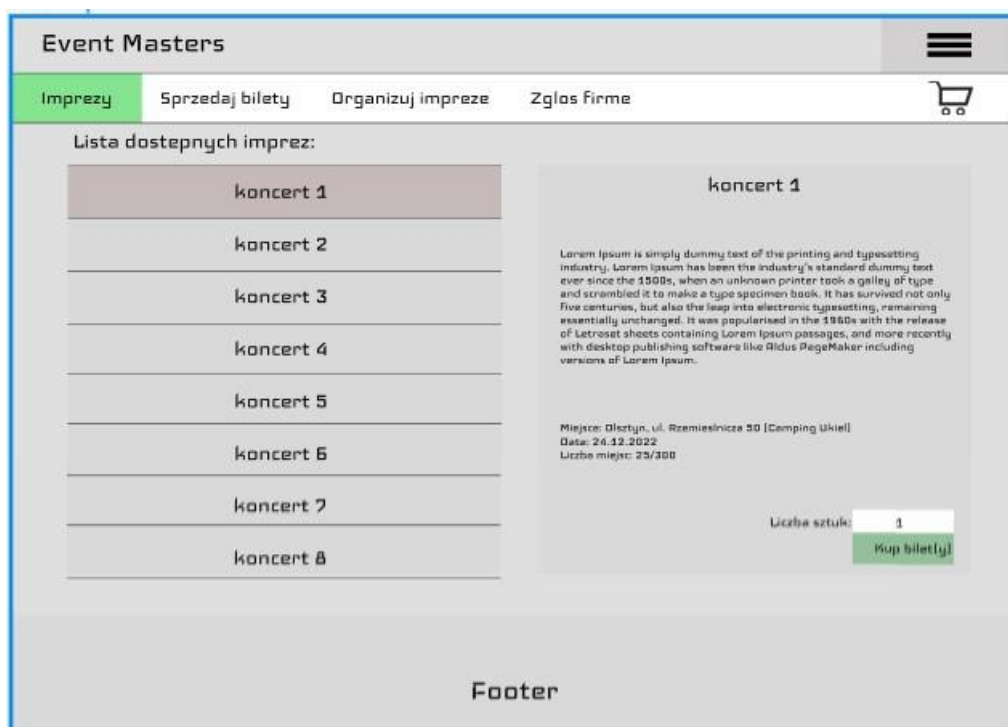 Event Masters
Imprezy Sprzedaj bilety Organizuj impreze Zglos firme
Lista dostepnych imprez:
koncert 1
koncert 2
koncert 3
koncert 4
koncert 5
koncert 6
koncert 7
koncert 8
koncert 1
Lorem Ipsum is simply dummy text of the printing and typesetting
industry. Lorem Ipsum has been the industry's standard dummy text
ever since the 1500s, when an unknown printer took a galley of type
and scrambled it to make a type specimen book. It has survived not only
five centuries, but also the leap into electronic typesetting, remaining
essentially unchanged. It was popularised in the 1960s with the release
of Letraset sheets containing Lorem Ipsum passages, and more recently
with desktop publishing software like Aldus PageMaker including
versions of Lorem Ipsum.
Miejsce: Olsztyn, ul. Rzemieslnicza 50 (Camping Ukiel)
Data: 24.12.2022
Liczba miejsc: 25/300
Liczba sztuk: 1
Kup bilet(y)
Footer